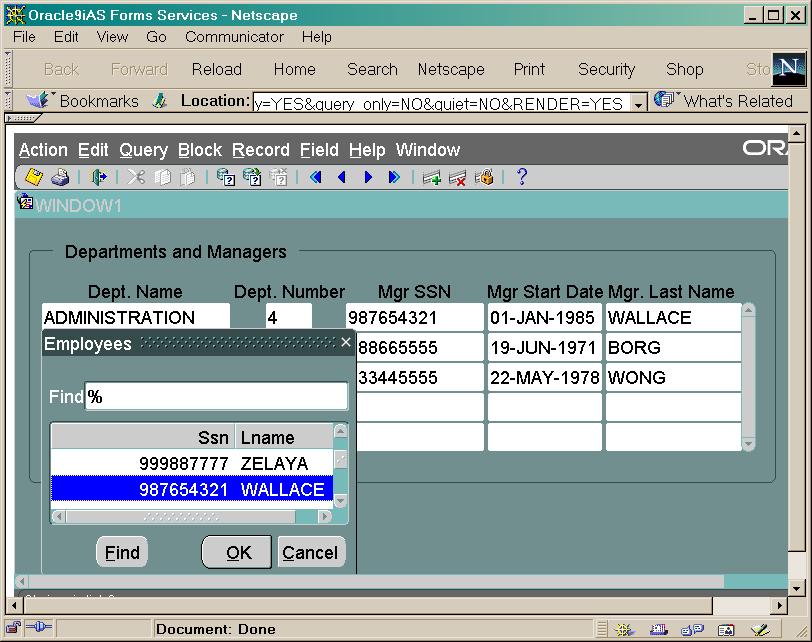 Oracle9iAS Forms Services - Netscape
File Edit View Go Communicator Help
Back Forward Reload Home Search Netscape Print Security Shop N
Bookmarks Location: y=YES&query_only=NO&quiet=NO&RENDER=YES What's Related
Action Edit Query Block Record Field Help Window
WINDOW1
Departments and Managers
Dept. Name Dept. Number Mgr SSN Mgr Start Date Mgr. Last Name
ADMINISTRATION 4 987654321 01-JAN-1985 WALLACE
88665555 19-JUN-1971 BORG
33445555 22-MAY-1978 WONG
Employees
Find %
Ssn Lname
999887777 ZELAYA
987654321 WALLACE
Find OK Cancel
Document: Done